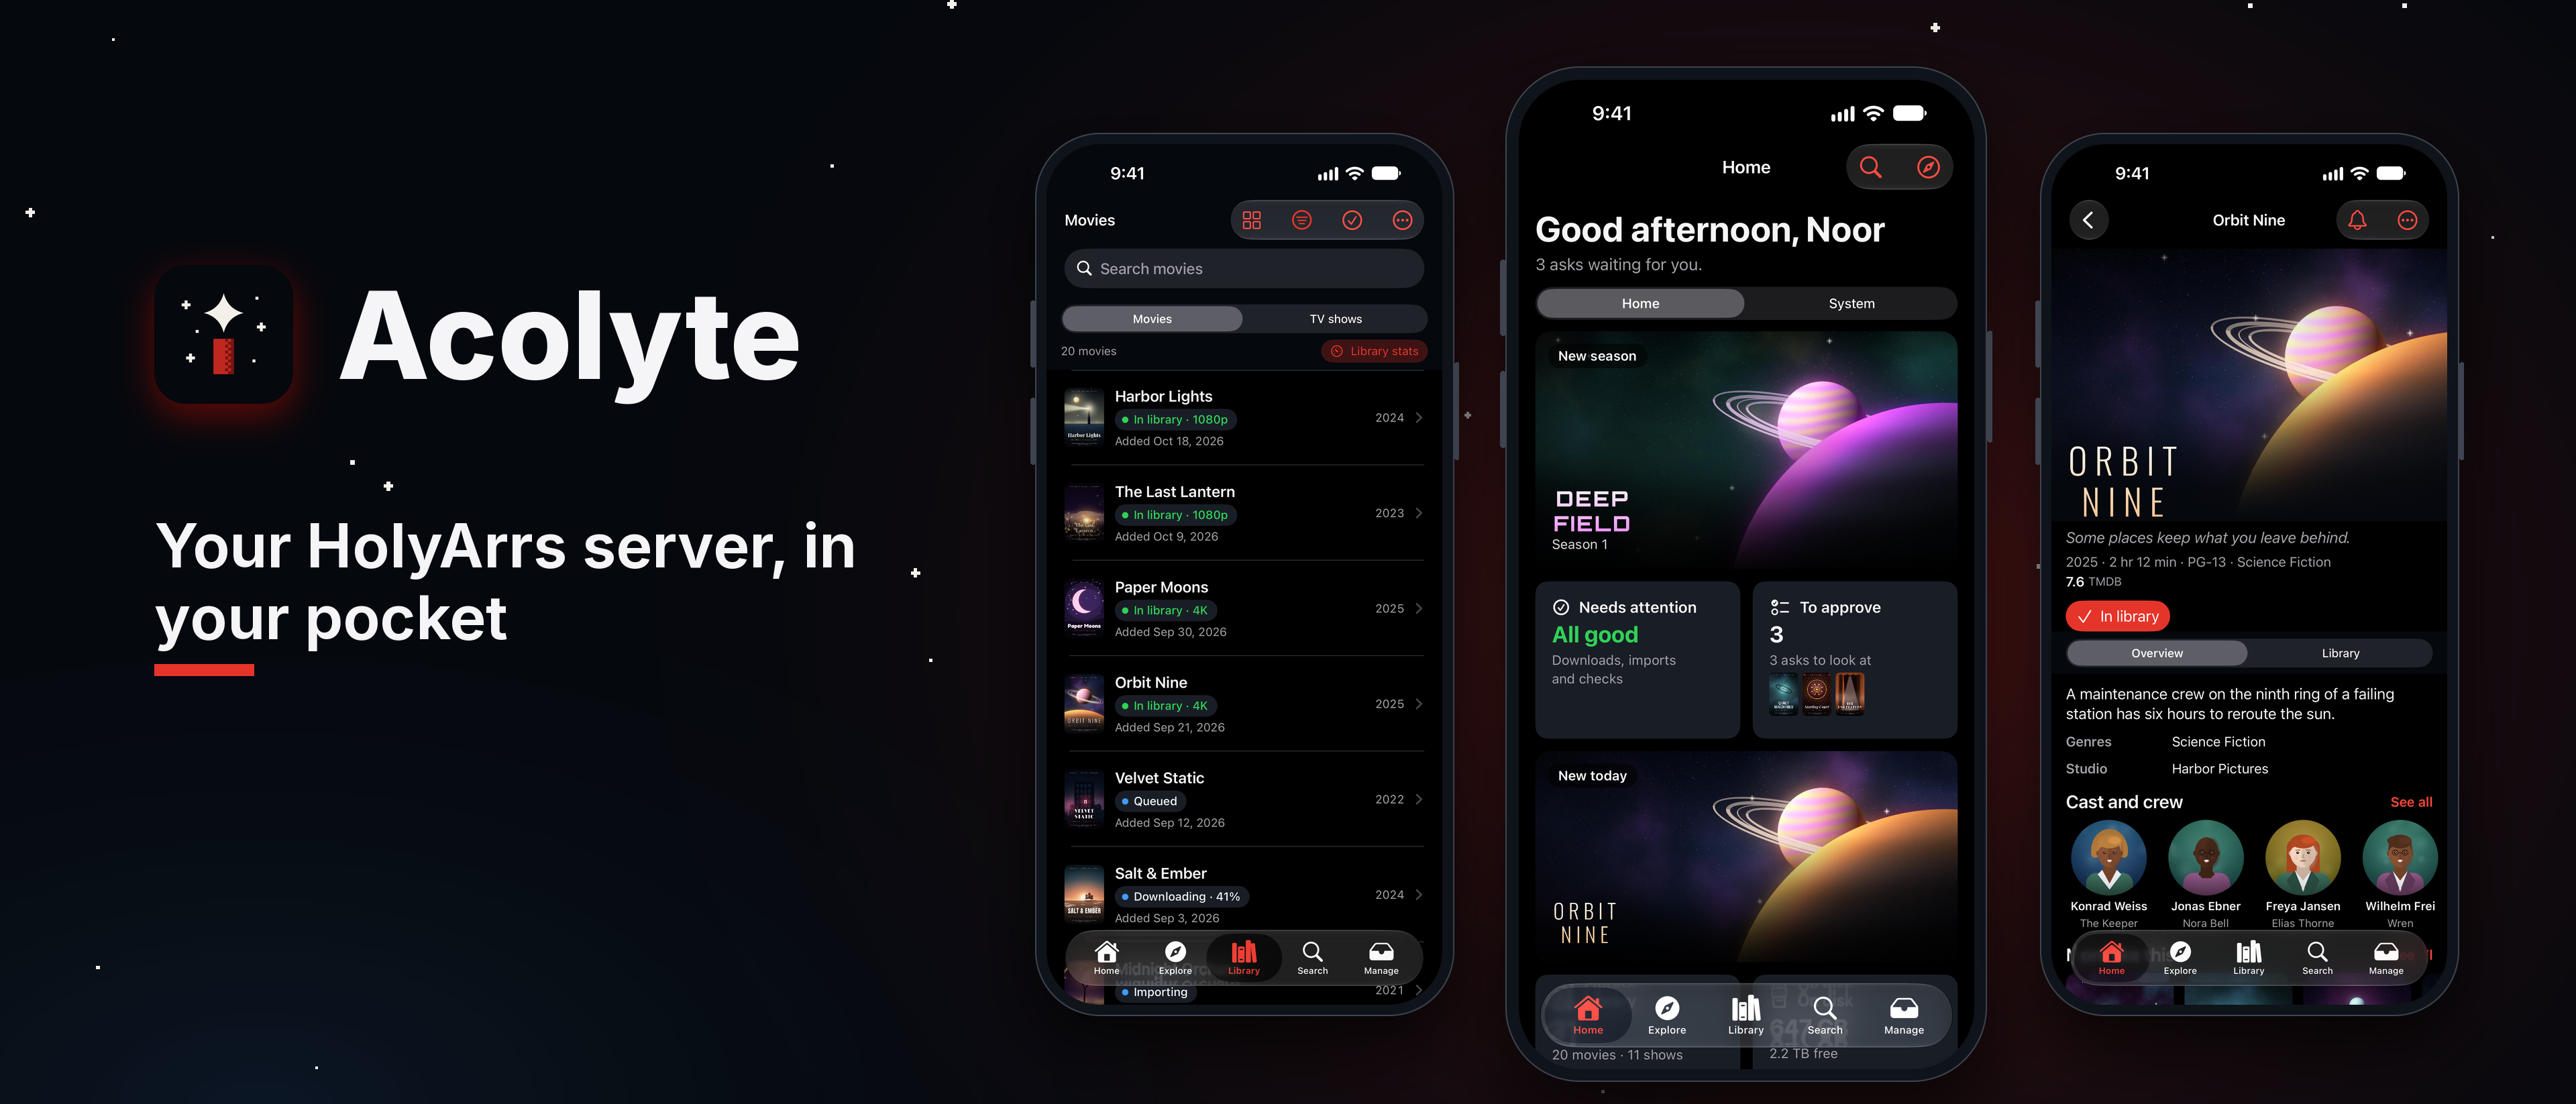 Acolyte
Your HolyArrs server, in
your pocket
9:41
Movies
Search movies
Movies
TV shows
20 movies
Library stats
Harbor Lights
In library · 1080p
2024
Added Oct 18, 2026
The Last Lantern
In library · 1080p
2023
Added Oct 9, 2026
Paper Moons
In library · 4K
2025
Added Sep 30, 2026
Orbit Nine
In library · 4K
2025
Added Sep 21, 2026
Velvet Static
Queued
2022
Added Sep 12, 2026
Salt & Ember
Downloading · 41%
2024
Added Sep 3, 2026
Home
Explore
Library
Search
Manage
Importing
2021
9:41
Home
Good afternoon, Noor
3 asks waiting for you.
Home
System
New season
DEEP
FIELD
Season 1
Needs attention
All good
Downloads, imports
and checks
To approve
3
3 asks to look at
New today
ORBIT
NINE
Home
Explore
Library
Search
Manage
20 movies · 11 shows
2.2 TB free
9:41
Orbit Nine
ORBIT
NINE
Some places keep what you leave behind.
2025 · 2 hr 12 min · PG-13 · Science Fiction
7.6 TMDB
In library
Overview
Library
A maintenance crew on the ninth ring of a failing
station has six hours to reroute the sun.
Genres
Science Fiction
Studio
Harbor Pictures
Cast and crew
See all
Konrad Weiss
Jonas Ebner
Freya Jansen
Wilhelm Frei
The Keeper
Nora Bell
Elias Thorne
Wren
Home
Explore
Library
Search
Manage